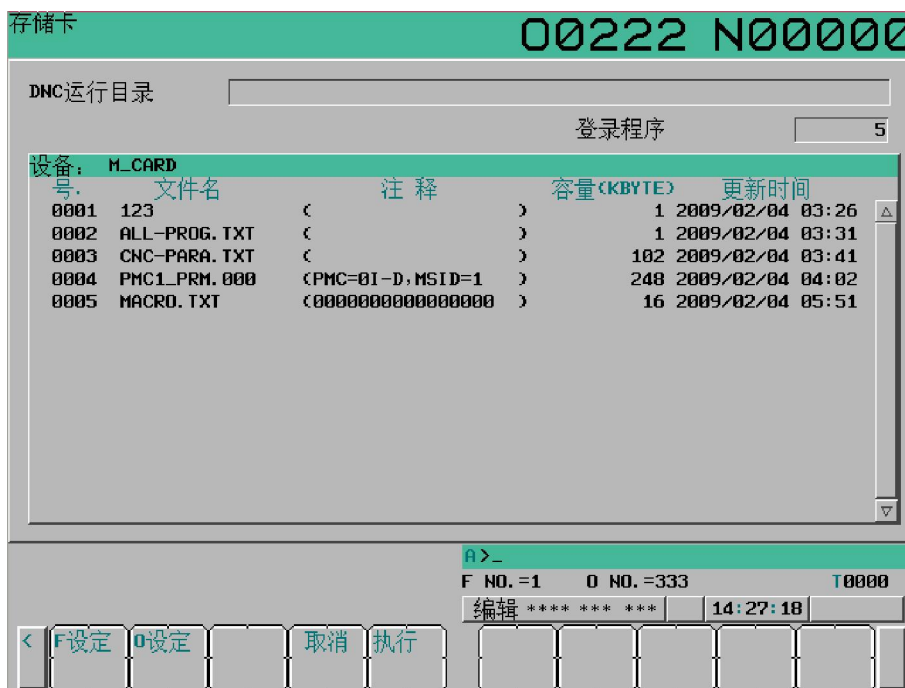 存储卡 O0222 N00000
DNC运行目录
登录程序 5
设备: M_CARD
号. 文件名 注 释 容量(KBYTE) 更新时间
0001 123 ( ) 1 2009/02/04 03:26
0002 ALL-PROG.TXT ( ) 1 2009/02/04 03:31
0003 CNC-PARA.TXT ( ) 102 2009/02/04 03:41
0004 PMC1_PRM.000 (PMC=0I-D,MSID=1 ) 248 2009/02/04 04:02
0005 MACRO.TXT (0000000000000000 ) 16 2009/02/04 05:51
A>_
F NO.=1 O NO.=333 T0000
编辑 **** *** *** 14:27:18
< F设定 O设定 取消 执行